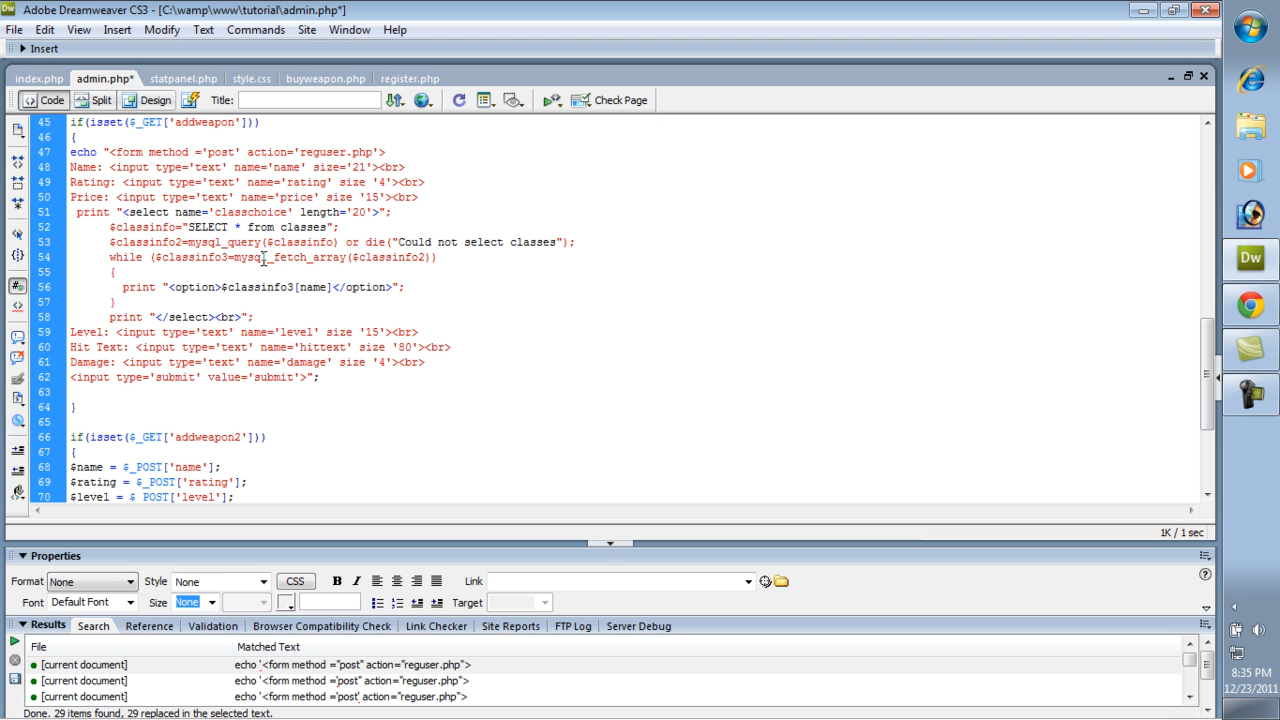 Dw Adobe Dreamweaver CS3 - [C:\wamp\www\tutorial\admin.php*]
File Edit View Insert Modify Text Commands Site Window Help
Insert
index.php admin.php* statpanel.php style.css buyweapon.php register.php
Code Split Design Title: Check Page
45 if(isset($_GET['addweapon']))
46 {
47 echo "<form method ='post' action='reguser.php'>
48 Name: <input type='text' name='name' size='21'><br>
49 Rating: <input type='text' name='rating' size '4'><br>
50 Price: <input type='text' name='price' size '15'><br>
51 print "<select name='classchoice' length='20'>";
52 $classinfo="SELECT * from classes";
53 $classinfo2=mysql_query($classinfo) or die("Could not select classes");
54 while ($classinfo3=mysql_fetch_array($classinfo2))
55 {
56 print "<option>$classinfo3[name]</option>";
57 }
58 print "</select><br>";
59 Level: <input type='text' name='level' size '15'><br>
60 Hit Text: <input type='text' name='hittext' size '80'><br>
61 Damage: <input type='text' name='damage' size '4'><br>
62 <input type='submit' value='submit'>";
63
64 }
65
66 if(isset($_GET['addweapon2']))
67 {
68 $name = $_POST['name'];
69 $rating = $_POST['rating'];
70 $level = $_POST['level'];
1K / 1 sec
Properties
Format None Style None CSS B I Link
Font Default Font Size None Target
Results Search Reference Validation Browser Compatibility Check Link Checker Site Reports FTP Log Server Debug
File Matched Text
[current document] echo '<form method ="post" action="reguser.php">
[current document] echo '<form method ='post" action="reguser.php">
[current document] echo '<form method ='post' action="reguser.php">
Done. 29 items found, 29 replaced in the selected text.
Dw
8:35 PM
12/23/2011